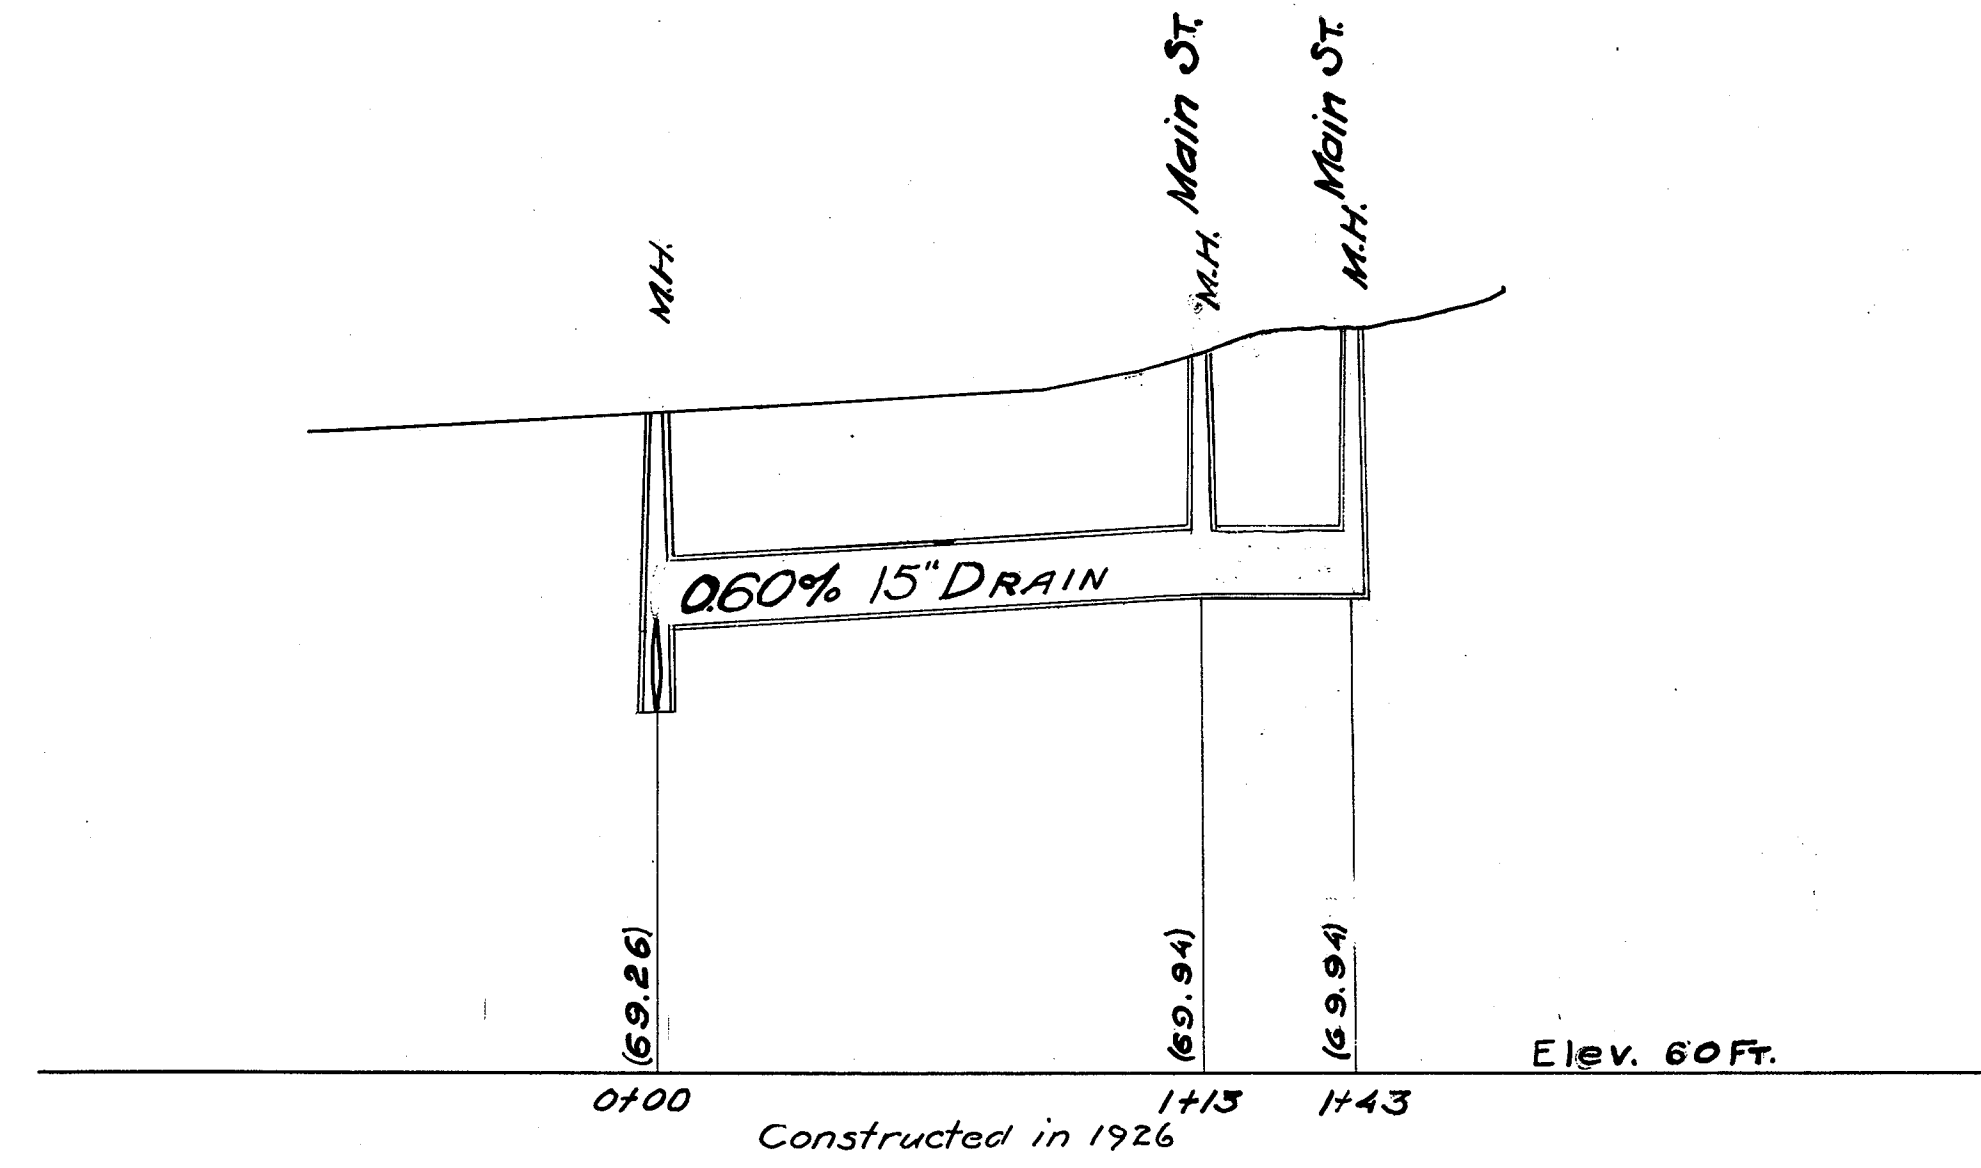 M.H.
M.H. Main St.
M.H. Main St.
0.60% 15" DRAIN
(69.26)
(69.94)
(69.94)
Elev. 60 FT.
0+00
1+13
1+43
Constructed in 1926